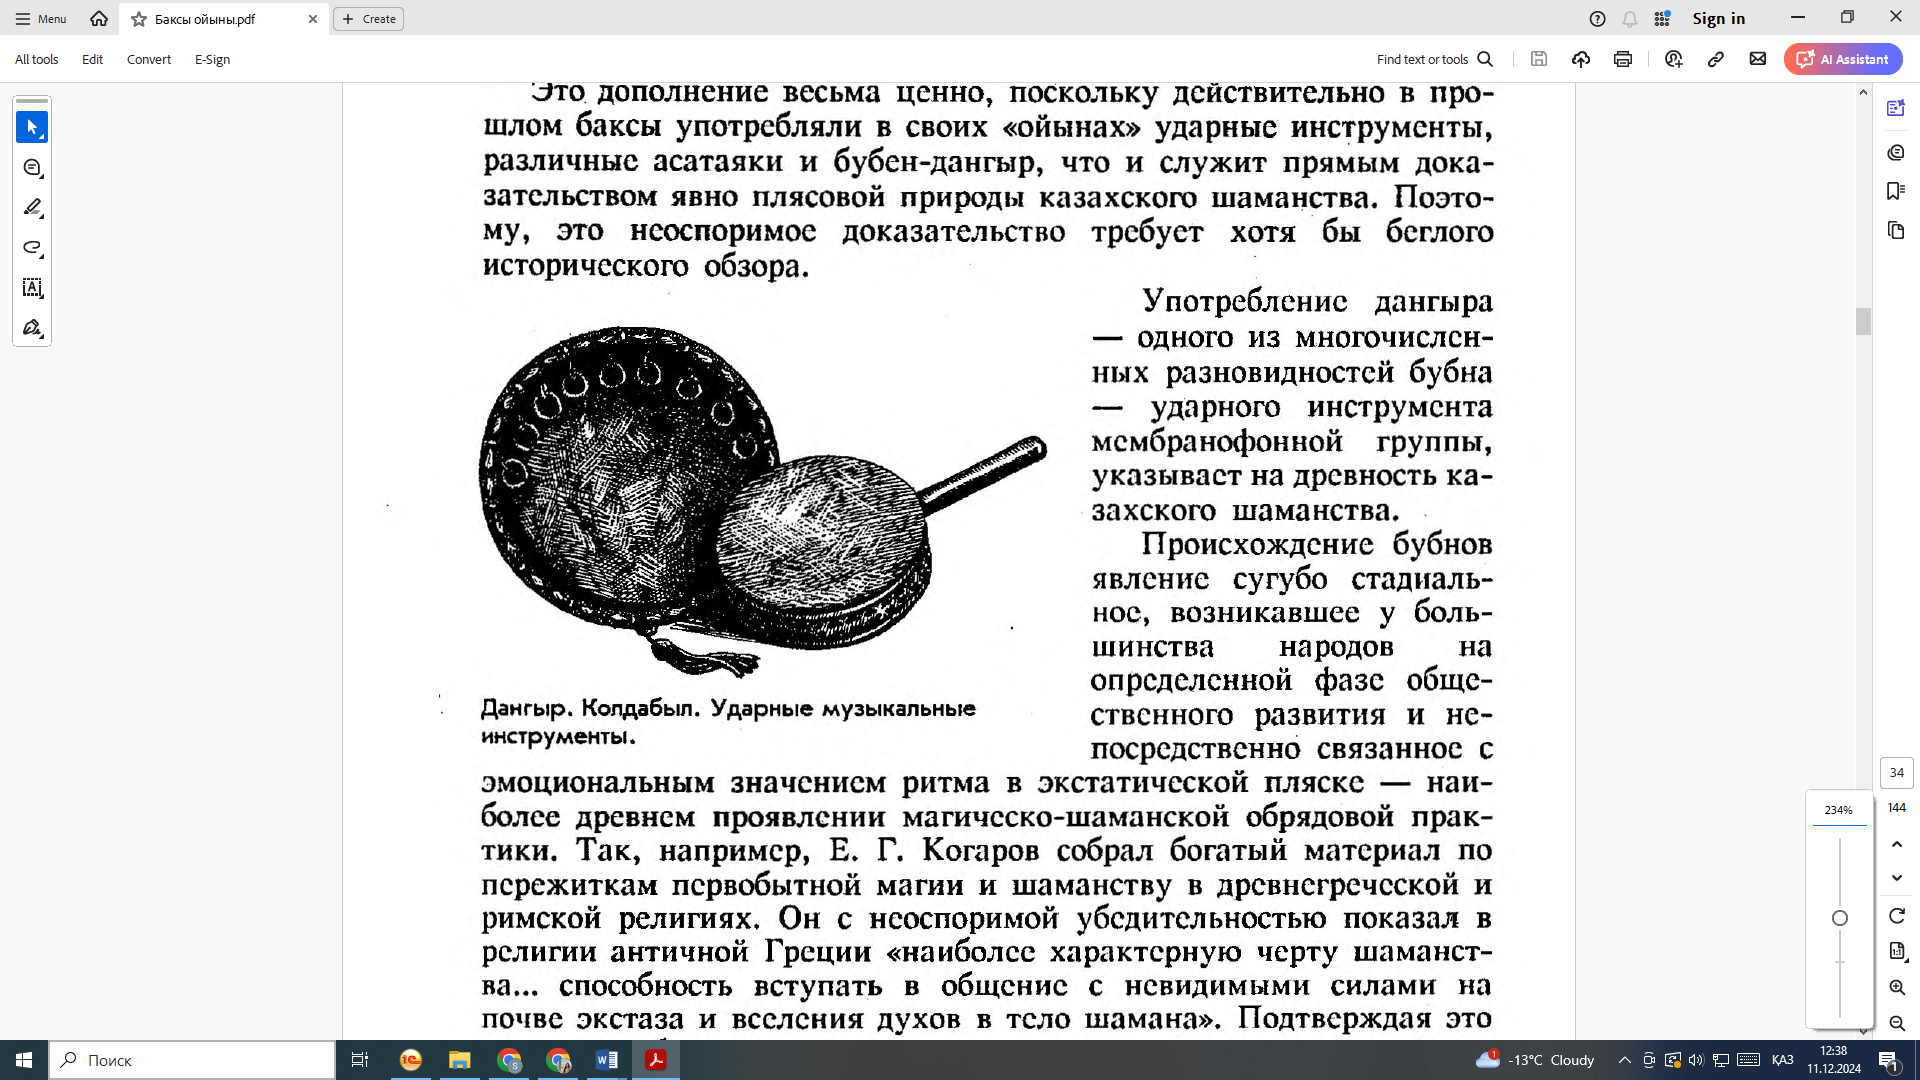 Menu
Баксы ойыны.pdf
Create
Sign in
All tools
Edit
Convert
E-Sign
Find text or tools
AI Assistant
Это дополнение весьма ценно, поскольку действительно в про-
шлом баксы употребляли в своих «ойынах» ударные инструменты,
различные асатаяки и бубен-дангыр, что и служит прямым дока-
зательством явно плясовой природы казахского шаманства. Поэто-
му, это неоспоримое доказательство требует хотя бы беглого
исторического обзора.
Употребление дангыра
— одного из многочислен-
ных разновидностей бубна
— ударного инструмента
мембранофонной группы,
указывает на древность ка-
захского шаманства.
Происхождение бубнов
явление сугубо стадиаль-
ное, возникавшее у боль-
шинства народов на
определенной фазе обще-
ственного развития и не-
посредственно связанное с
Дангыр. Колдабыл. Ударные музыкальные
инструменты.
эмоциональным значением ритма в экстатической пляске — наи-
более древнем проявлении магическо-шаманской обрядовой прак-
тики. Так, например, Е. Г. Кагаров собрал богатый материал по
пережиткам первобытной магии и шаманству в древнегреческой и
римской религиях. Он с неоспоримой убедительностью показал в
религии античной Греции «наиболее характерную черту шаманст-
ва... способность вступать в общение с невидимыми силами на
почве экстаза и вселения духов в тело шамана». Подтверждая это
34
144
234%
Поиск
-13°C Cloudy
ҚАЗ
12:38
11.12.2024